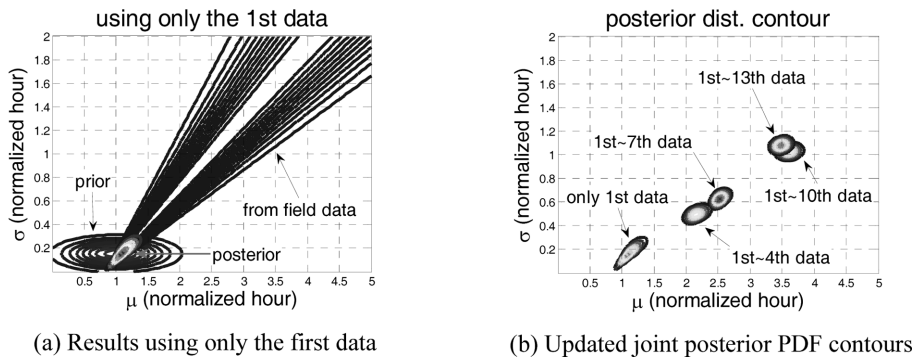 using only the 1st data
2
1.8
1.6
1.4
1.2
1
0.8
0.6
0.4
0.2
σ (normalized hour)
prior
from field data
posterior
0.5 1 1.5 2 2.5 3 3.5 4 4.5 5
μ (normalized hour)
(a) Results using only the first data
posterior dist. contour
2
1.8
1.6
1.4
1.2
1
0.8
0.6
0.4
0.2
σ (normalized hour)
1st~13th data
1st~7th data
only 1st data
1st~10th data
1st~4th data
0.5 1 1.5 2 2.5 3 3.5 4 4.5 5
μ (normalized hour)
(b) Updated joint posterior PDF contours